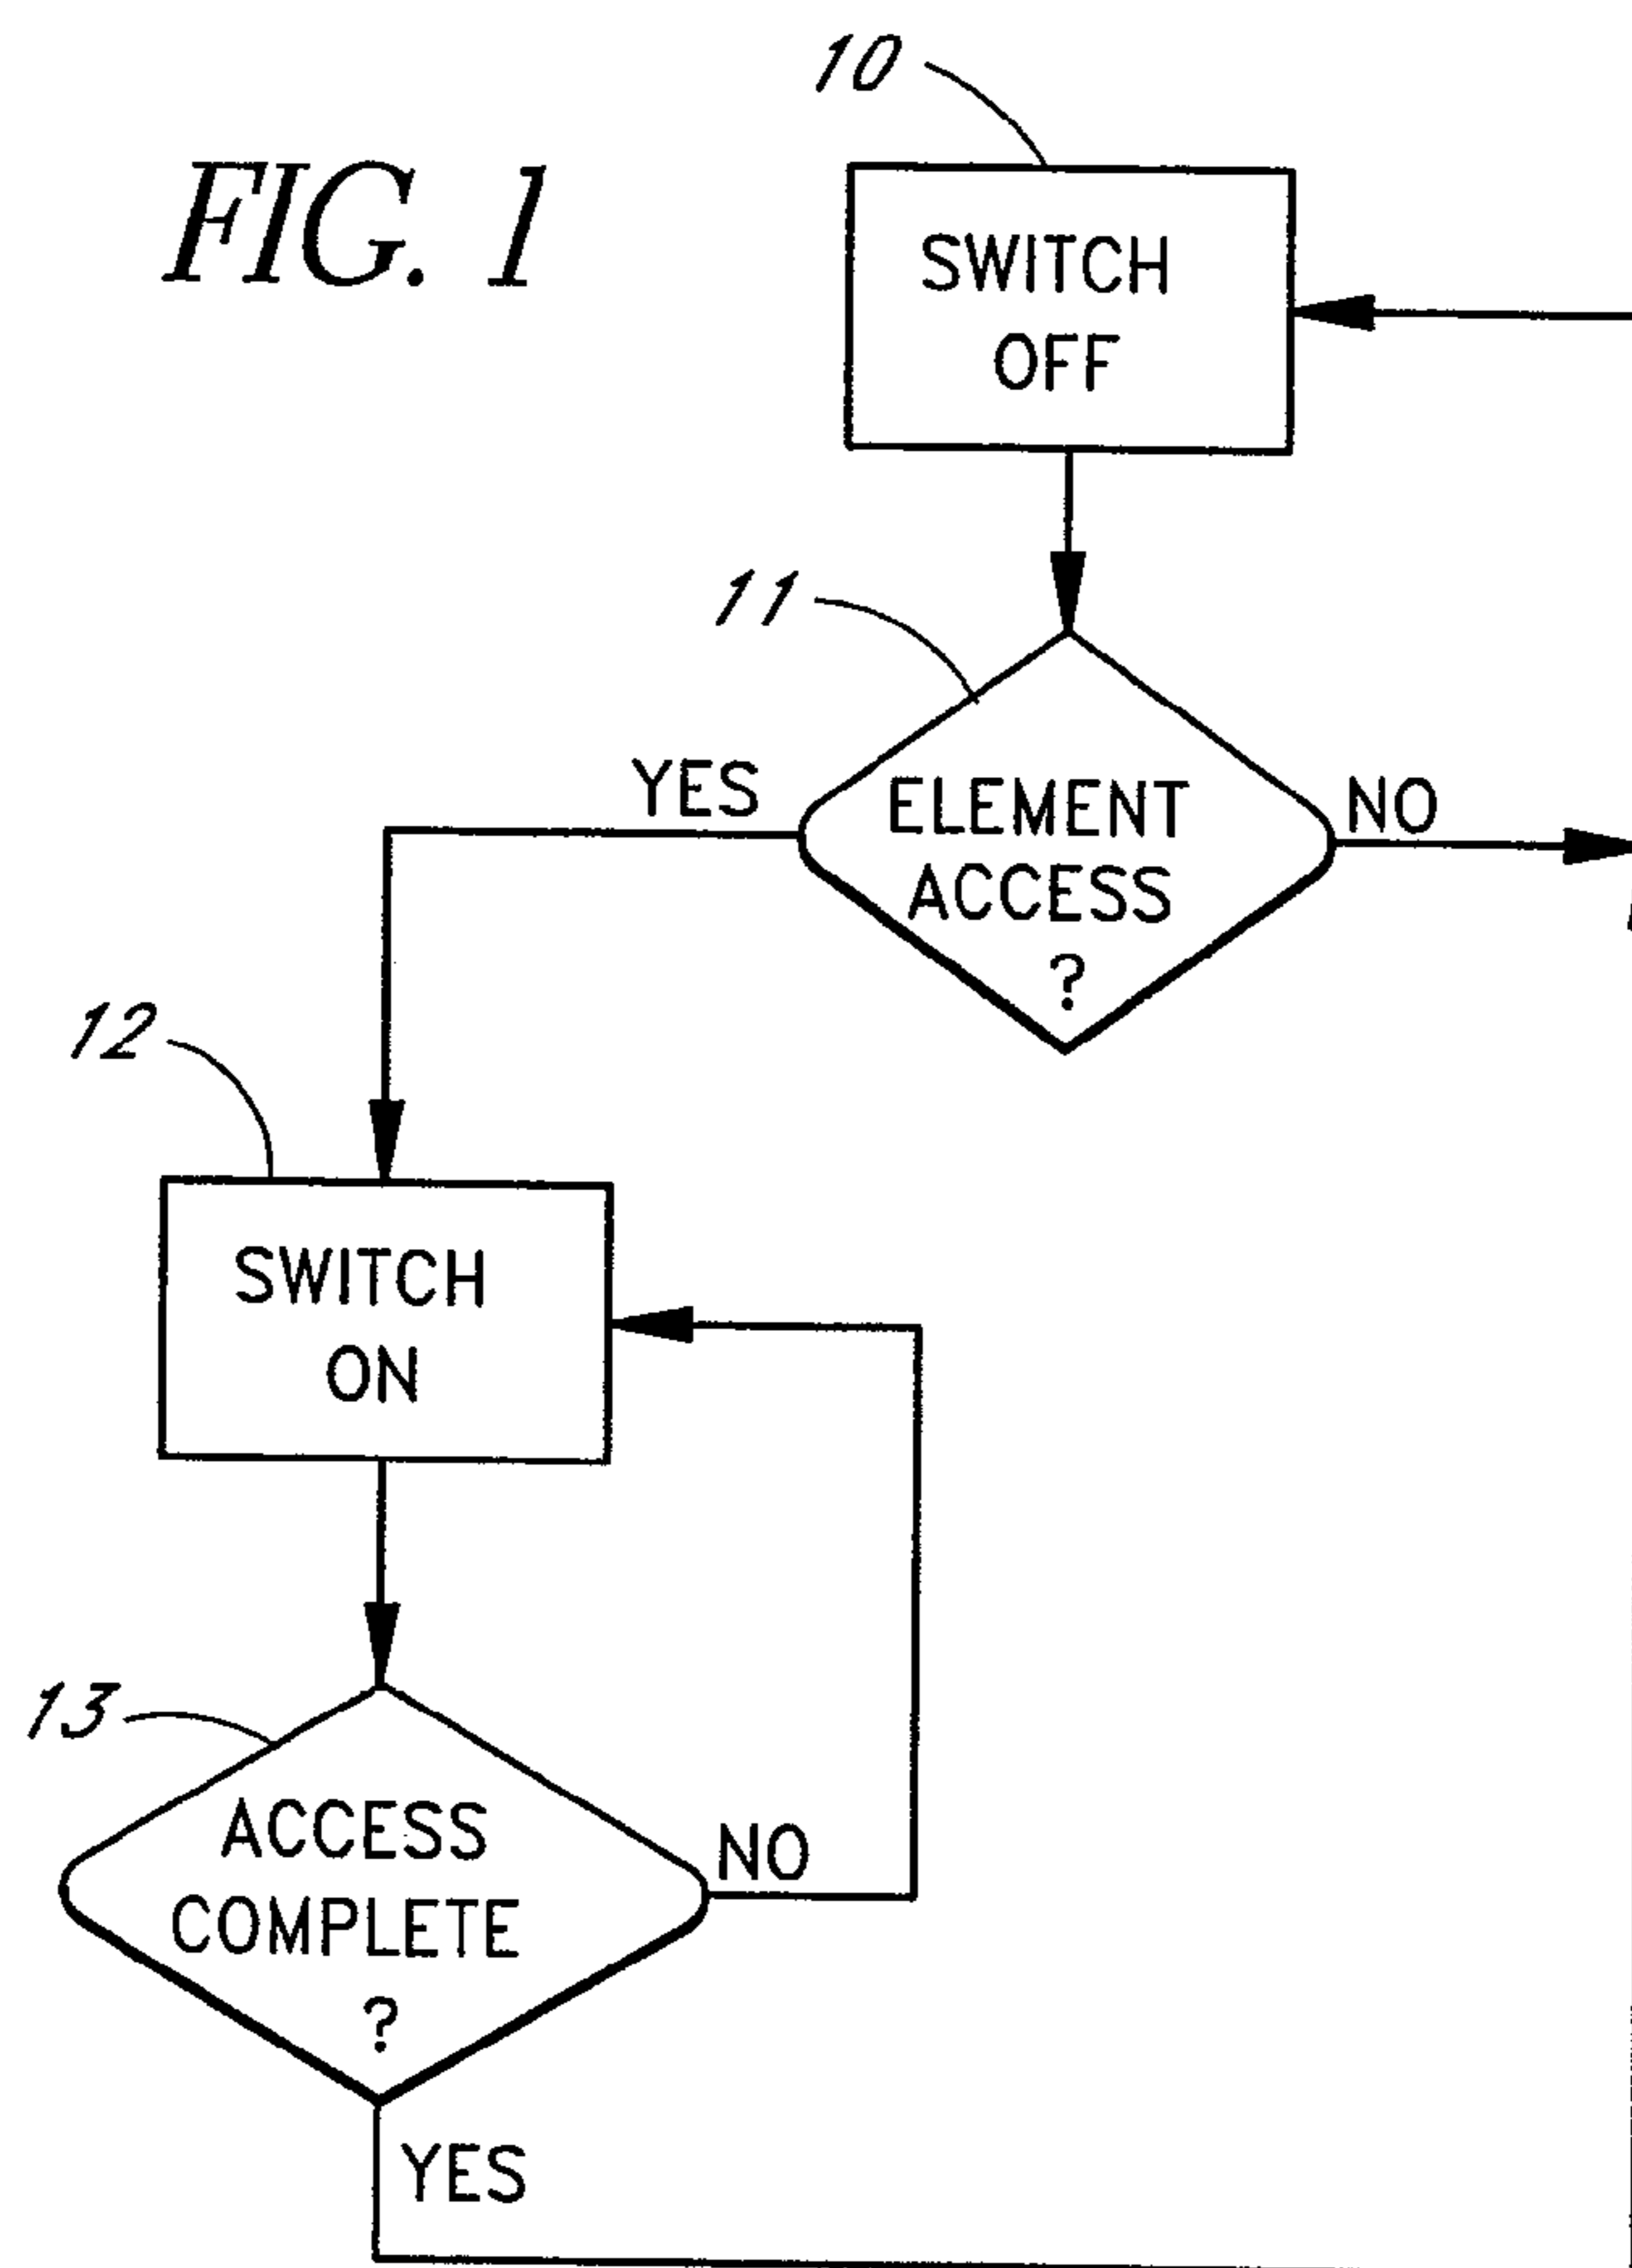 10
FIG. 1
SWITCH
OFF
11
YES
ELEMENT
NO
ACCESS
?
12
SWITCH
ON
13
ACCESS
NO
COMPLETE
?
YES